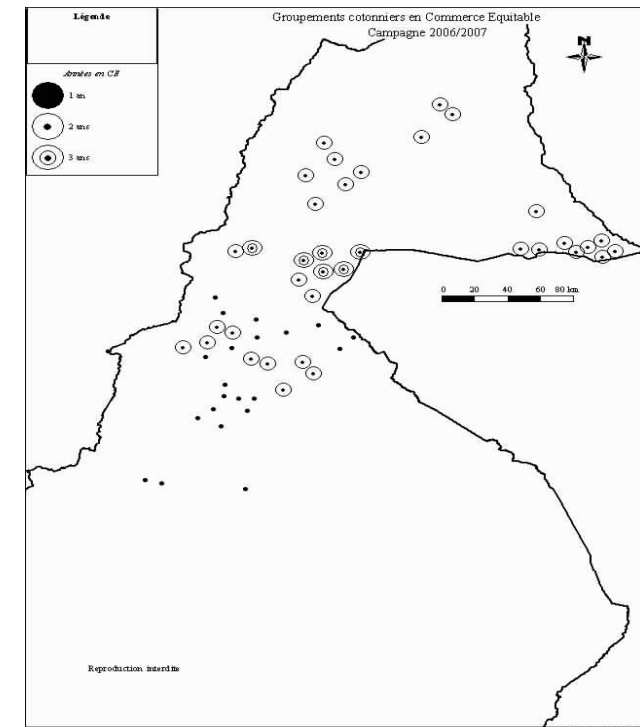 Légende
Groupements cotonniers en Commerce Equitable
Campagne 2006/2007
N
Années en CE
1 an
2 ans
3 ans
0 20 40 60 80 km
Reproduction interdite